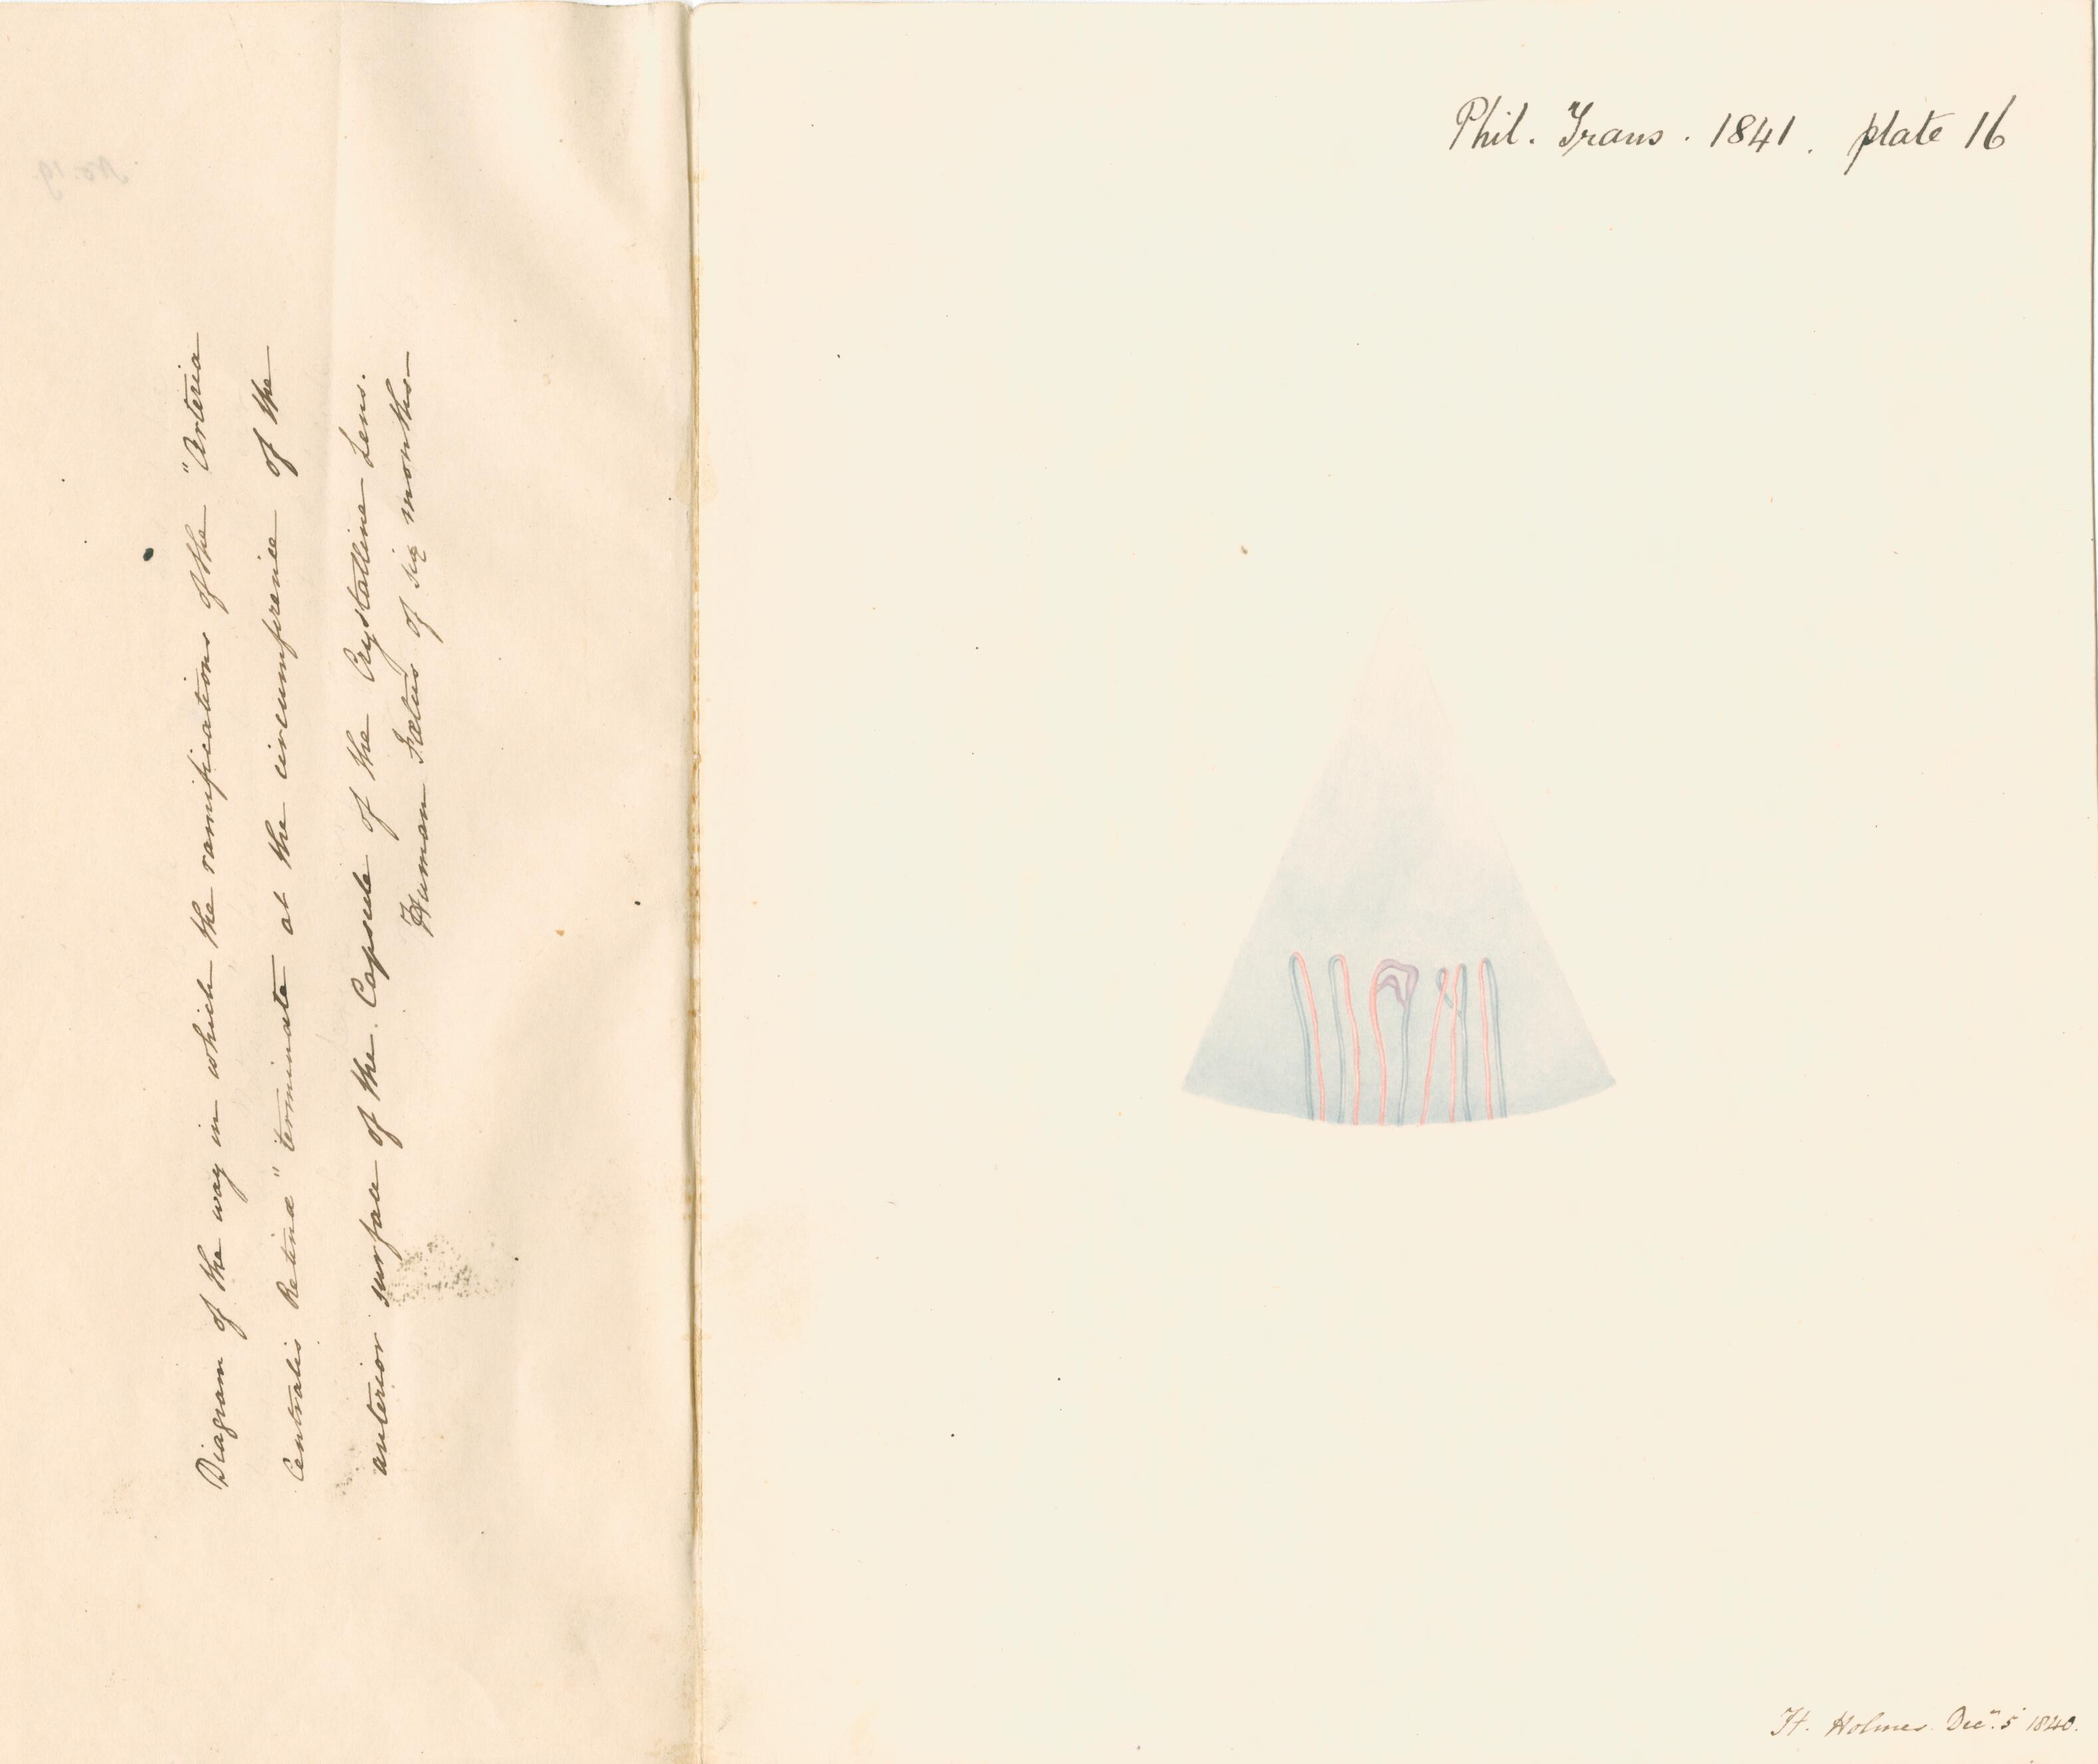 Phil. Trans. 1841. plate 16
Diagram of the way in which the ramifications of the "Arteria
Centralis Retinæ" terminate at the circumference of the
anterior surface of the Capsule of the Crystalline Lens.
Human Fœtus of six months
H. Holmes. Decr. 5 1840.
No. 19.